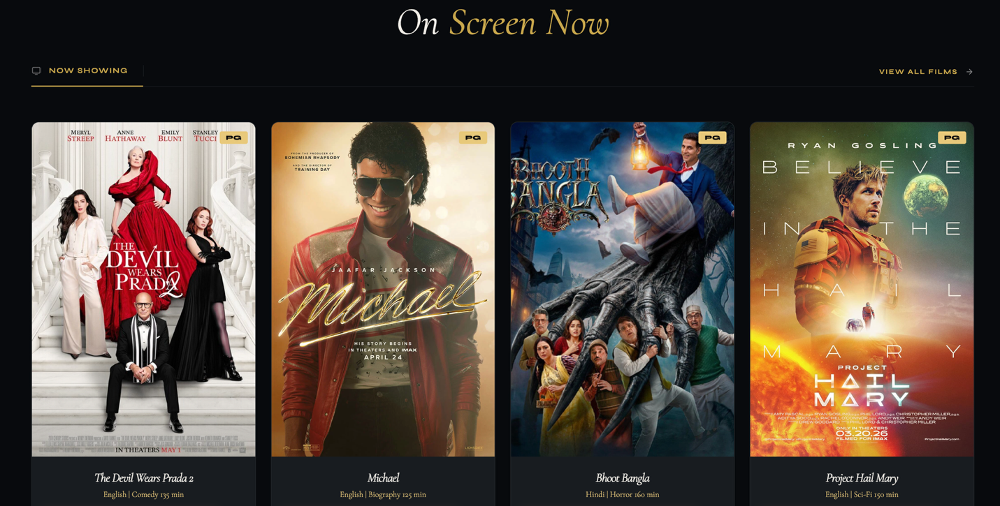 On Screen Now
NOW SHOWING
VIEW ALL FILMS
MERYL STREEP
ANNE HATHAWAY
EMILY BLUNT
STANLEY TUCCI
PG
THE
DEVIL
WEARS
PRADA
2
IN THEATERS MAY 1
The Devil Wears Prada 2
English | Comedy 135 min
PG
FROM THE PRODUCER OF
BOHEMIAN RHAPSODY
AND THE DIRECTOR OF
TRAINING DAY
JAAFAR JACKSON
Michael
HIS STORY BEGINS
IN THEATERS AND IMAX
APRIL 24
LIONSGATE
Michael
English | Biography 125 min
PG
BHOOTH
BANGLA
Bhoot Bangla
Hindi | Horror 160 min
PG
RYAN GOSLING
BELIEVE
IN THE
HAIL
MARY
PROJECT
HAIL
MARY
ONLY IN THEATERS
03.20.26
FILMED FOR IMAX
ProjectHailMary.com
Project Hail Mary
English | Sci-Fi 150 min